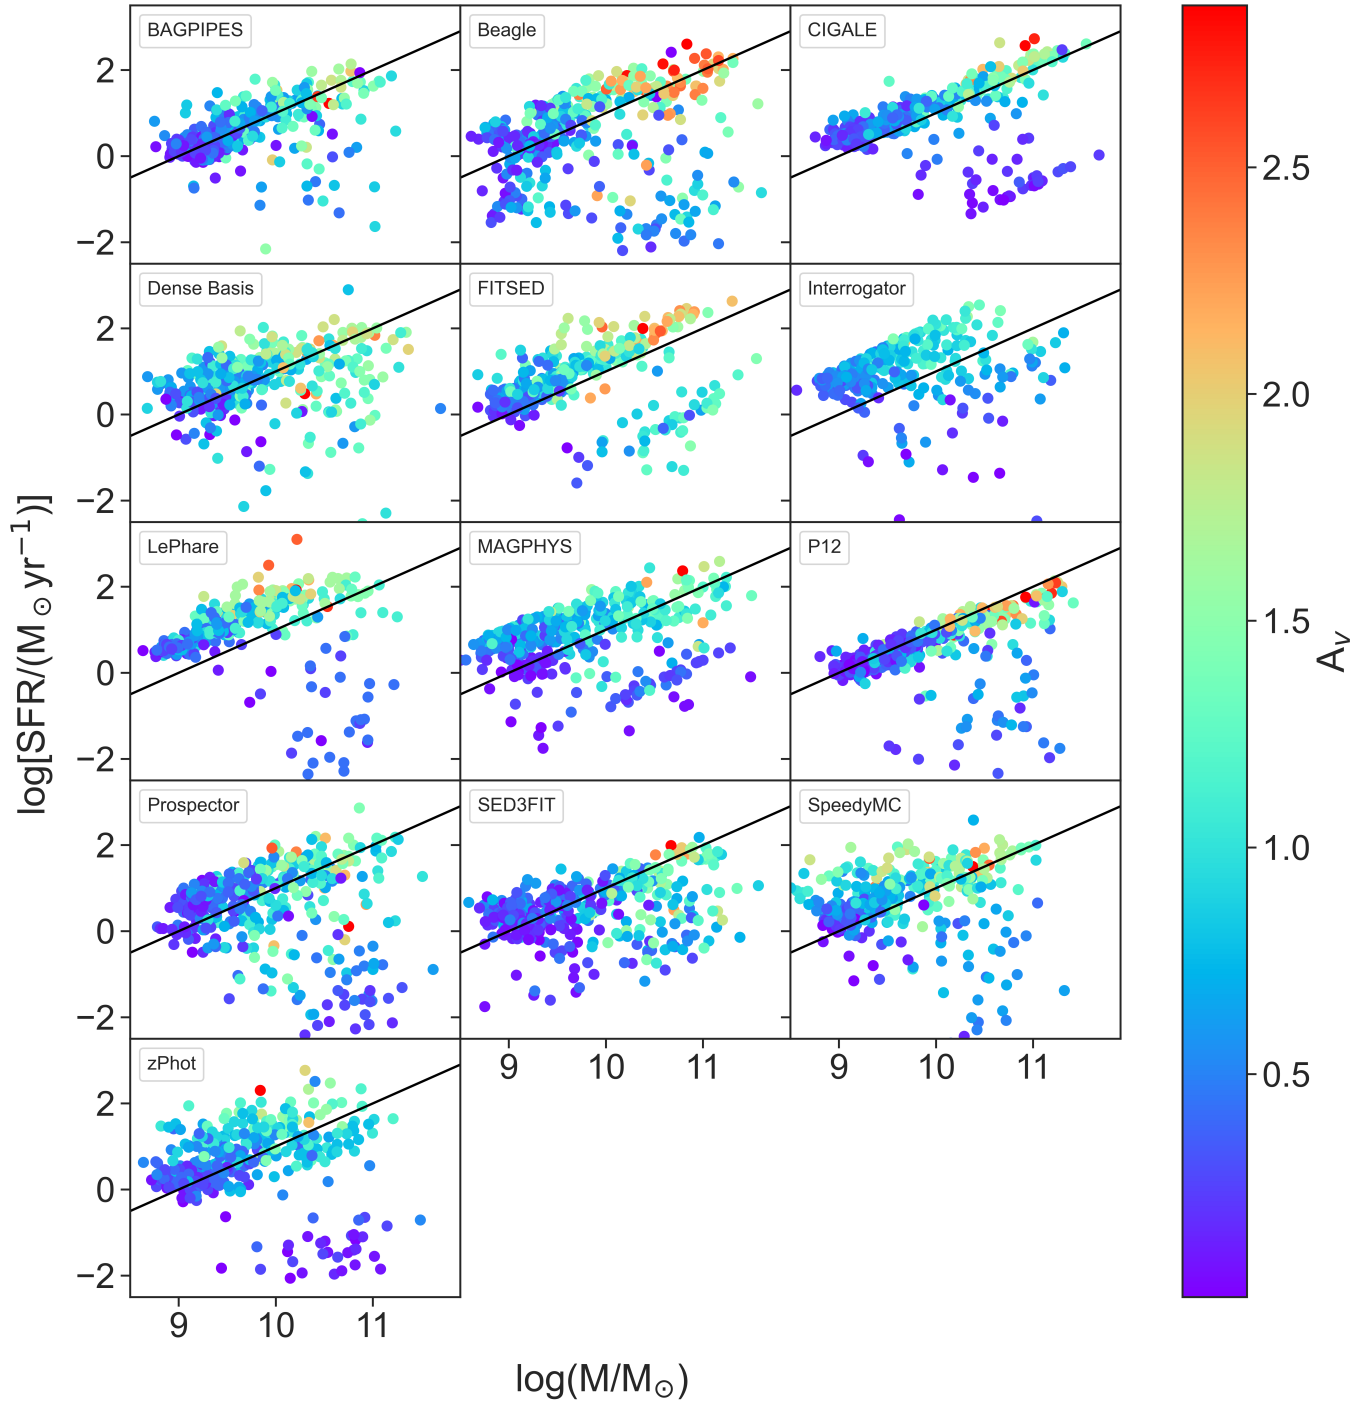 BAGPIPES
Beagle
CIGALE
2
0
−2
Dense Basis
FITSED
Interrogator
2
0
−2
LePhare
MAGPHYS
P12
2
0
−2
Prospector
SED3FIT
SpeedyMC
2
0
−2
9 10 11
9 10 11
zPhot
2
0
−2
9 10 11
log[SFR/(M⊙ yr⁻¹)]
log(M/M⊙)
2.5
2.0
1.5
1.0
0.5
Aᵥ